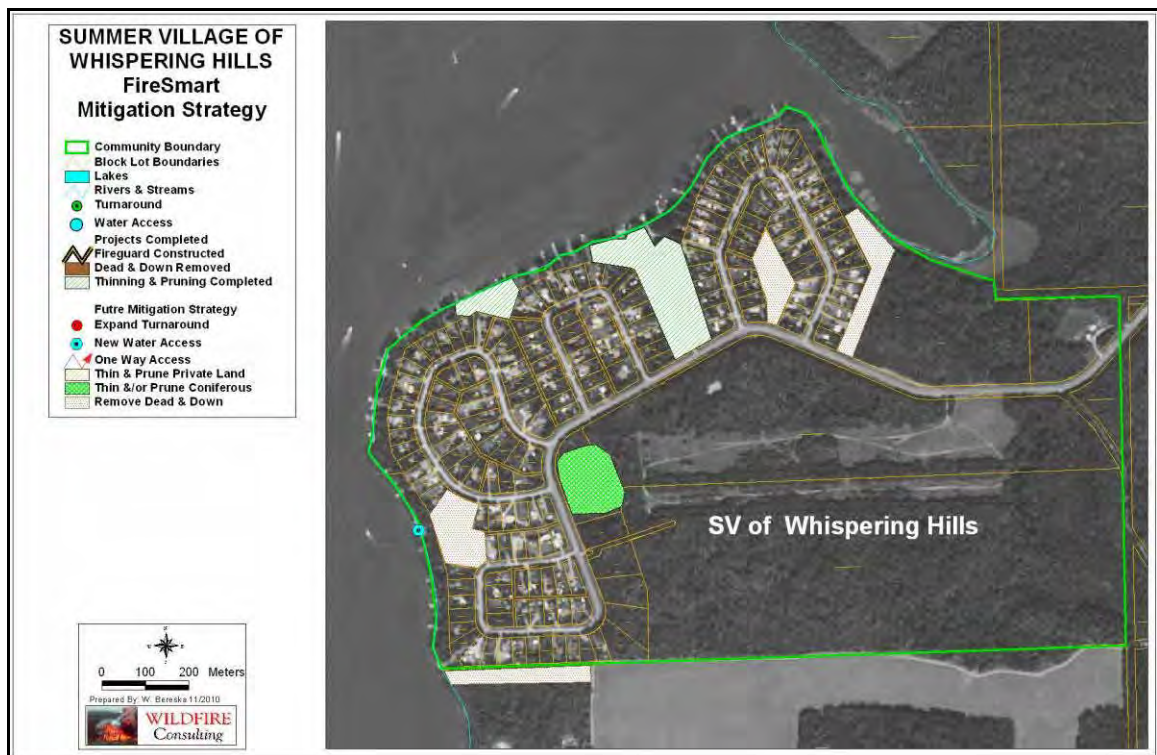 SUMMER VILLAGE OF
WHISPERING HILLS
FireSmart
Mitigation Strategy
Community Boundary
Block Lot Boundaries
Lakes
Rivers & Streams
Turnaround
Water Access
Projects Completed
Fireguard Constructed
Dead & Down Removed
Thinning & Pruning Completed
Futre Mitigation Strategy
Expand Turnaround
New Water Access
One Way Access
Thin & Prune Private Land
Thin &/or Prune Coniferous
Remove Dead & Down
SV of Whispering Hills
0 100 200 Meters
Prepared By: W. Bereska 11/2010
WILDFIRE
Consulting